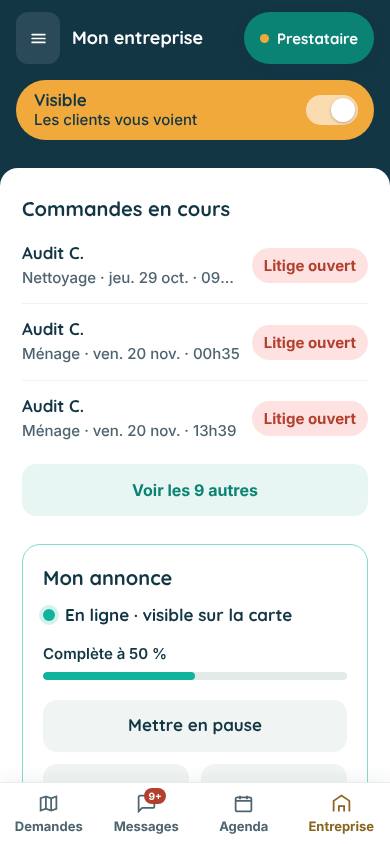 Mon entreprise
Prestataire
Visible
Les clients vous voient
Commandes en cours
Audit C.
Nettoyage · jeu. 29 oct. · 09...
Litige ouvert
Audit C.
Ménage · ven. 20 nov. · 00h35
Litige ouvert
Audit C.
Ménage · ven. 20 nov. · 13h39
Litige ouvert
Voir les 9 autres
Mon annonce
En ligne · visible sur la carte
Complète à 50 %
Mettre en pause
9+
Demandes
Messages
Agenda
Entreprise